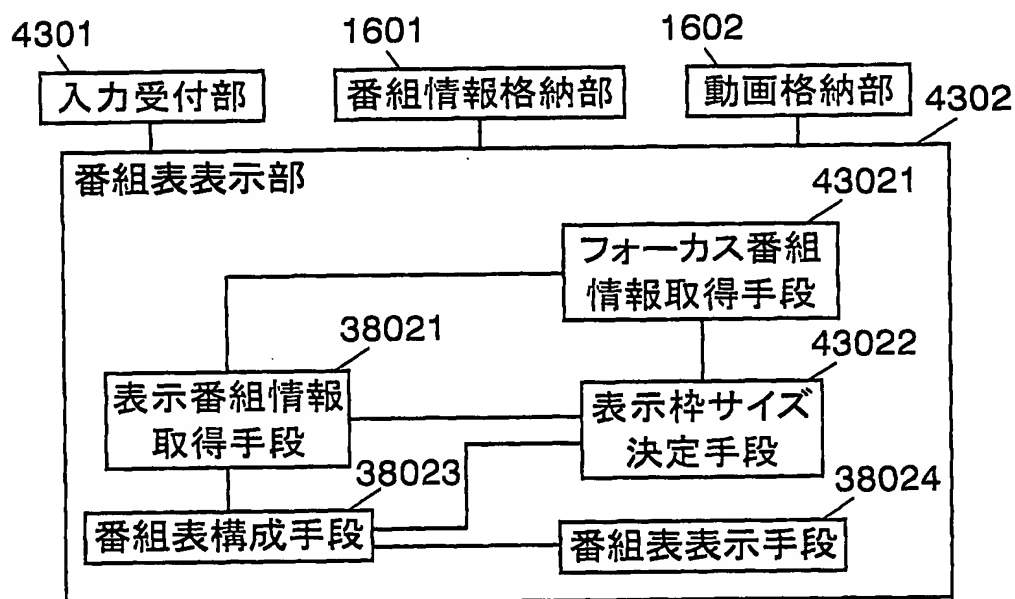 4301
1601
1602
入力受付部
番組情報格納部
動画格納部
4302
番組表表示部
43021
フォーカス番組
情報取得手段
38021
43022
表示番組情報
取得手段
表示枠サイズ
決定手段
38023
38024
番組表構成手段
番組表表示手段